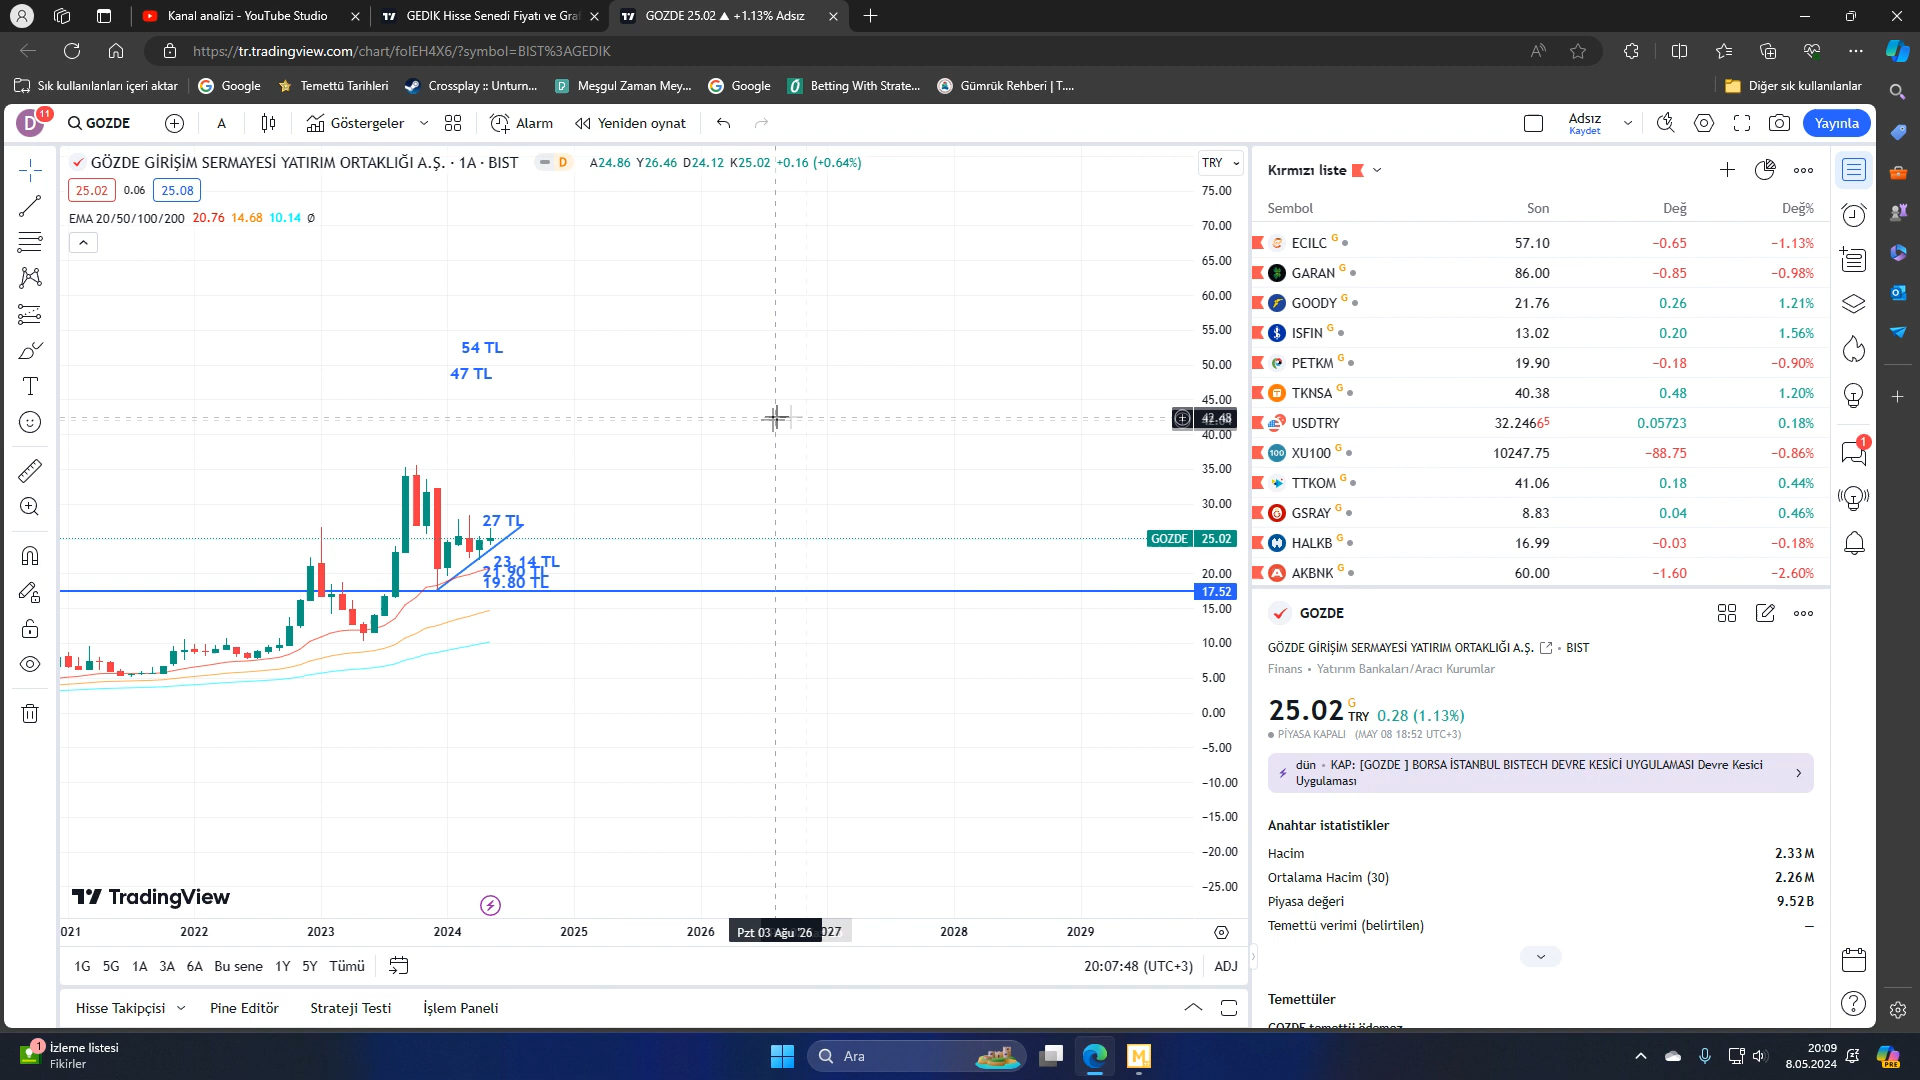 Kanal analizi - YouTube Studio
GEDIK Hisse Senedi Fiyatı ve Gra
GOZDE 25.02 ▲ +1.13% Adsız
https://tr.tradingview.com/chart/folEH4X6/?symbol=BIST%3AGEDIK
Sık kullanılanları içeri aktar
Google
Temettü Tarihleri
Crossplay :: Unturn...
Meşgul Zaman Mey...
Google
Betting With Strate...
Gümrük Rehberi | T....
Diğer sık kullanılanlar
D 11
GOZDE
A
Göstergeler
Alarm
Yeniden oynat
Adsız
Kaydet
Yayınla
GÖZDE GİRİŞİM SERMAYESİ YATIRIM ORTAKLIĞI A.Ş. · 1A · BIST
D
A24.86 Y26.46 D24.12 K25.02 +0.16 (+0.64%)
TRY
25.02 0.06 25.08
EMA 20/50/100/200 20.76 14.68 10.14 Ø
75.00
70.00
65.00
60.00
55.00
50.00
45.00
40.00
35.00
30.00
20.00
15.00
10.00
5.00
0.00
−5.00
−10.00
−15.00
−20.00
−25.00
54 TL
47 TL
27 TL
23.14 TL
21.90 TL
19.80 TL
GOZDE 25.02
17.52
TradingView
021 2022 2023 2024 2025 2026 Pzt 03 Ağu '26 027 2028 2029
1G 5G 1A 3A 6A Bu sene 1Y 5Y Tümü
20:07:48 (UTC+3) ADJ
Hisse Takipçisi Pine Editör Strateji Testi İşlem Paneli
Kırmızı liste
Sembol Son Değ Değ%
ECILC G 57.10 −0.65 −1.13%
GARAN G 86.00 −0.85 −0.98%
GOODY G 21.76 0.26 1.21%
ISFIN G 13.02 0.20 1.56%
PETKM G 19.90 −0.18 −0.90%
TKNSA G 40.38 0.48 1.20%
USDTRY 32.24665 0.05723 0.18%
100 XU100 G 10247.75 −88.75 −0.86%
TTKOM G 41.06 0.18 0.44%
GSRAY G 8.83 0.04 0.46%
HALKB G 16.99 −0.03 −0.18%
AKBNK G 60.00 −1.60 −2.60%
GOZDE
GÖZDE GİRİŞİM SERMAYESİ YATIRIM ORTAKLIĞI A.Ş. • BIST
Finans • Yatırım Bankaları/Aracı Kurumlar
25.02 G TRY 0.28 (1.13%)
PİYASA KAPALI (MAY 08 18:52 UTC+3)
dün • KAP: [GOZDE ] BORSA İSTANBUL BISTECH DEVRE KESİCİ UYGULAMASI Devre Kesici
Uygulaması
Anahtar istatistikler
Hacim 2.33M
Ortalama Hacim (30) 2.26M
Piyasa değeri 9.52B
Temettü verimi (belirtilen) —
Temettüler
GOZDE temettü ödemez
1
1
İzleme listesi
Fikirler
Ara
20:09
8.05.2024
PRE